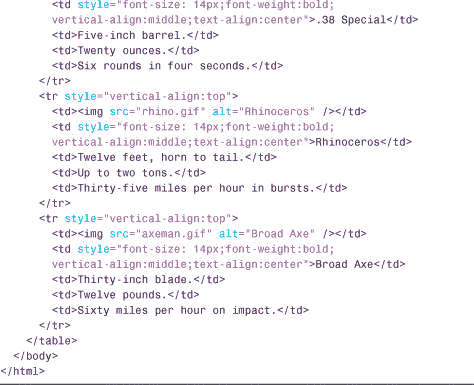 <td style="font-size: 14px;font-weight:bold;
vertical-align:middle;text-align:center">.38 Special</td>
<td>Five-inch barrel.</td>
<td>Twenty ounces.</td>
<td>Six rounds in four seconds.</td>
</tr>
<tr style="vertical-align:top">
<td><img src="rhino.gif" alt="Rhinoceros" /></td>
<td style="font-size: 14px;font-weight:bold;
vertical-align:middle;text-align:center">Rhinoceros</td>
<td>Twelve feet, horn to tail.</td>
<td>Up to two tons.</td>
<td>Thirty-five miles per hour in bursts.</td>
</tr>
<tr style="vertical-align:top">
<td><img src="axeman.gif" alt="Broad Axe" /></td>
<td style="font-size: 14px;font-weight:bold;
vertical-align:middle;text-align:center">Broad Axe</td>
<td>Thirty-inch blade.</td>
<td>Twelve pounds.</td>
<td>Sixty miles per hour on impact.</td>
</tr>
</table>
</body>
</html>